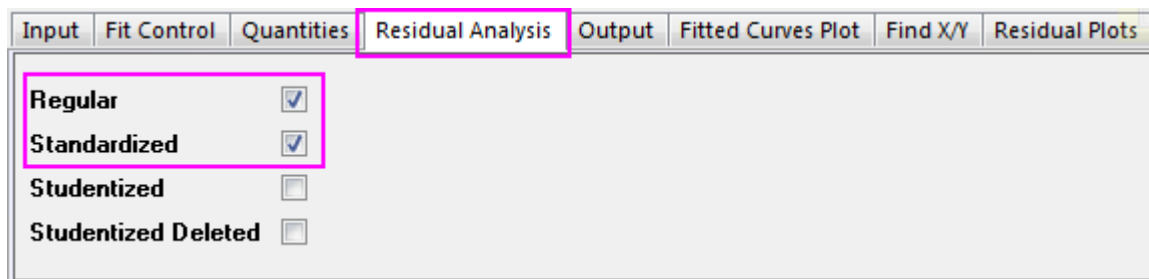 Input Fit Control Quantities Residual Analysis Output Fitted Curves Plot Find X/Y Residual Plots
Regular
Standardized
Studentized
Studentized Deleted